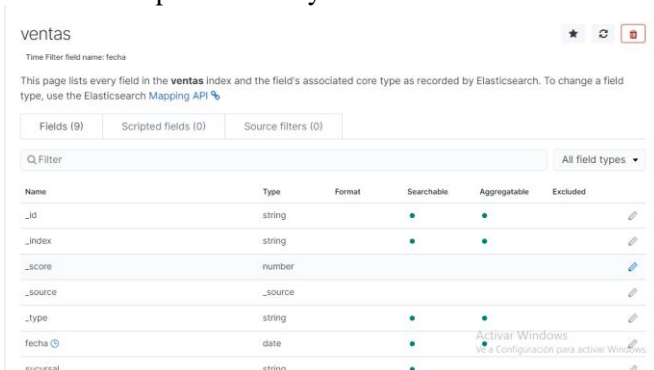 ventas
Time Filter field name: fecha
This page lists every field in the ventas index and the field's associated core type as recorded by Elasticsearch. To change a field
type, use the Elasticsearch Mapping API
Fields (9) Scripted fields (0) Source filters (0)
Filter All field types
Name Type Format Searchable Aggregatable Excluded
_id string
_index string
_score number
_source _source
_type string
Activar Windows
fecha date
Ve a Configuración para activar Windows.
sucursal string